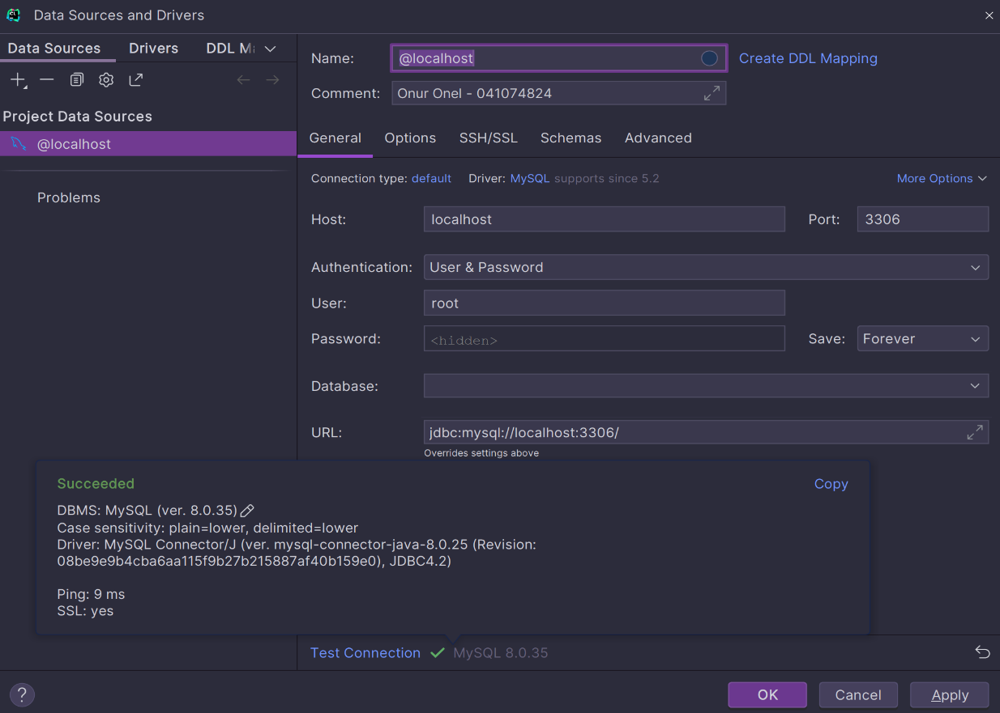 Data Sources and Drivers
Data Sources Drivers DDL
Project Data Sources
@localhost
Problems
Name: @localhost Create DDL Mapping
Comment: Onur Onel - 041074824
General Options SSH/SSL Schemas Advanced
Connection type: default Driver: MySQL supports since 5.2 More Options
Host: localhost Port: 3306
Authentication: User & Password
User: root
Password: <hidden> Save: Forever
Database:
URL: jdbc:mysql://localhost:3306/
Overrides settings above
Succeeded Copy
DBMS: MySQL (ver. 8.0.35)
Case sensitivity: plain=lower, delimited=lower
Driver: MySQL Connector/J (ver. mysql-connector-java-8.0.25 (Revision:
08be9e9b4cba6aa115f9b27b215887af40b159e0), JDBC4.2)
Ping: 9 ms
SSL: yes
Test Connection MySQL 8.0.35
? OK Cancel Apply